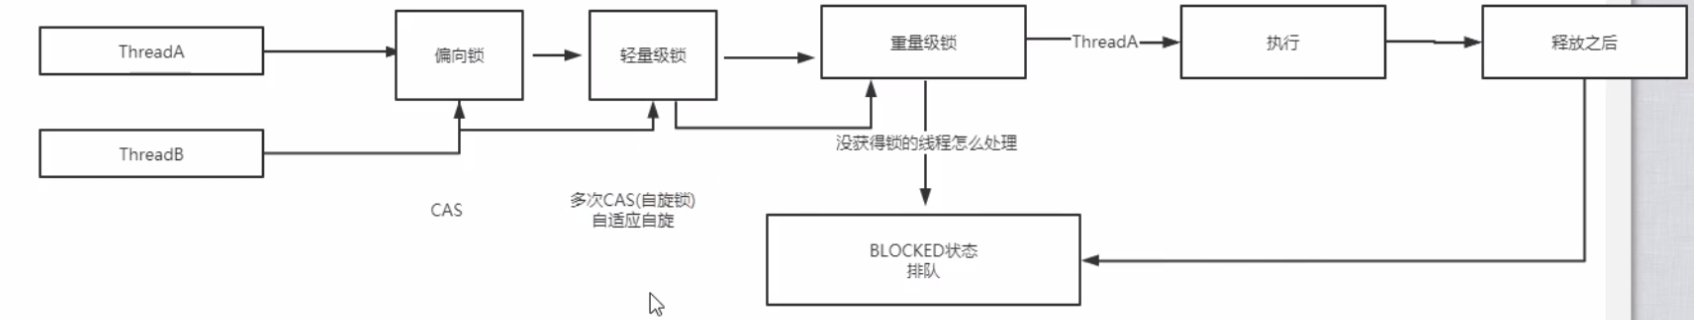 ThreadA
偏向锁
轻量级锁
重量级锁
ThreadA
执行
释放之后
ThreadB
没获得锁的线程怎么处理
CAS
多次CAS(自旋锁)
自适应自旋
BLOCKED状态
排队